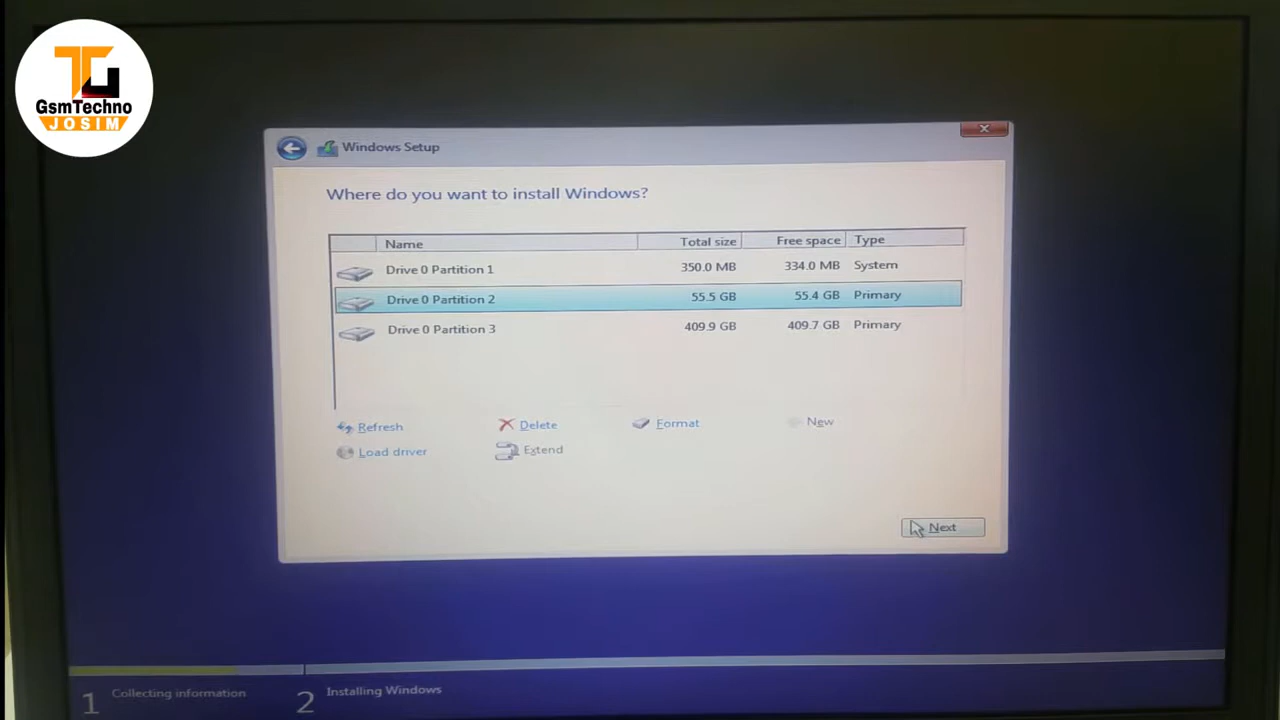 GsmTechno
JOSIM
Windows Setup
Where do you want to install Windows?
Name Total size Free space Type
Drive 0 Partition 1 350.0 MB 334.0 MB System
Drive 0 Partition 2 55.5 GB 55.4 GB Primary
Drive 0 Partition 3 409.9 GB 409.7 GB Primary
Refresh Delete Format New
Load driver Extend
Next
1 Collecting information 2 Installing Windows